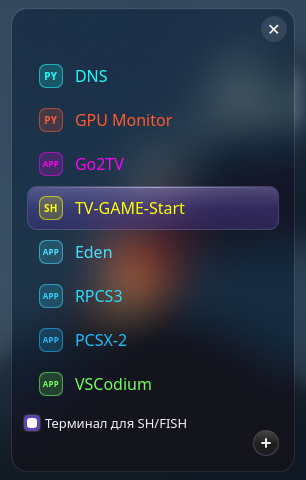 PY DNS
PY GPU Monitor
APP Go2TV
SH TV-GAME-Start
APP Eden
APP RPCS3
APP PCSX-2
APP VSCodium
Терминал для SH/FISH